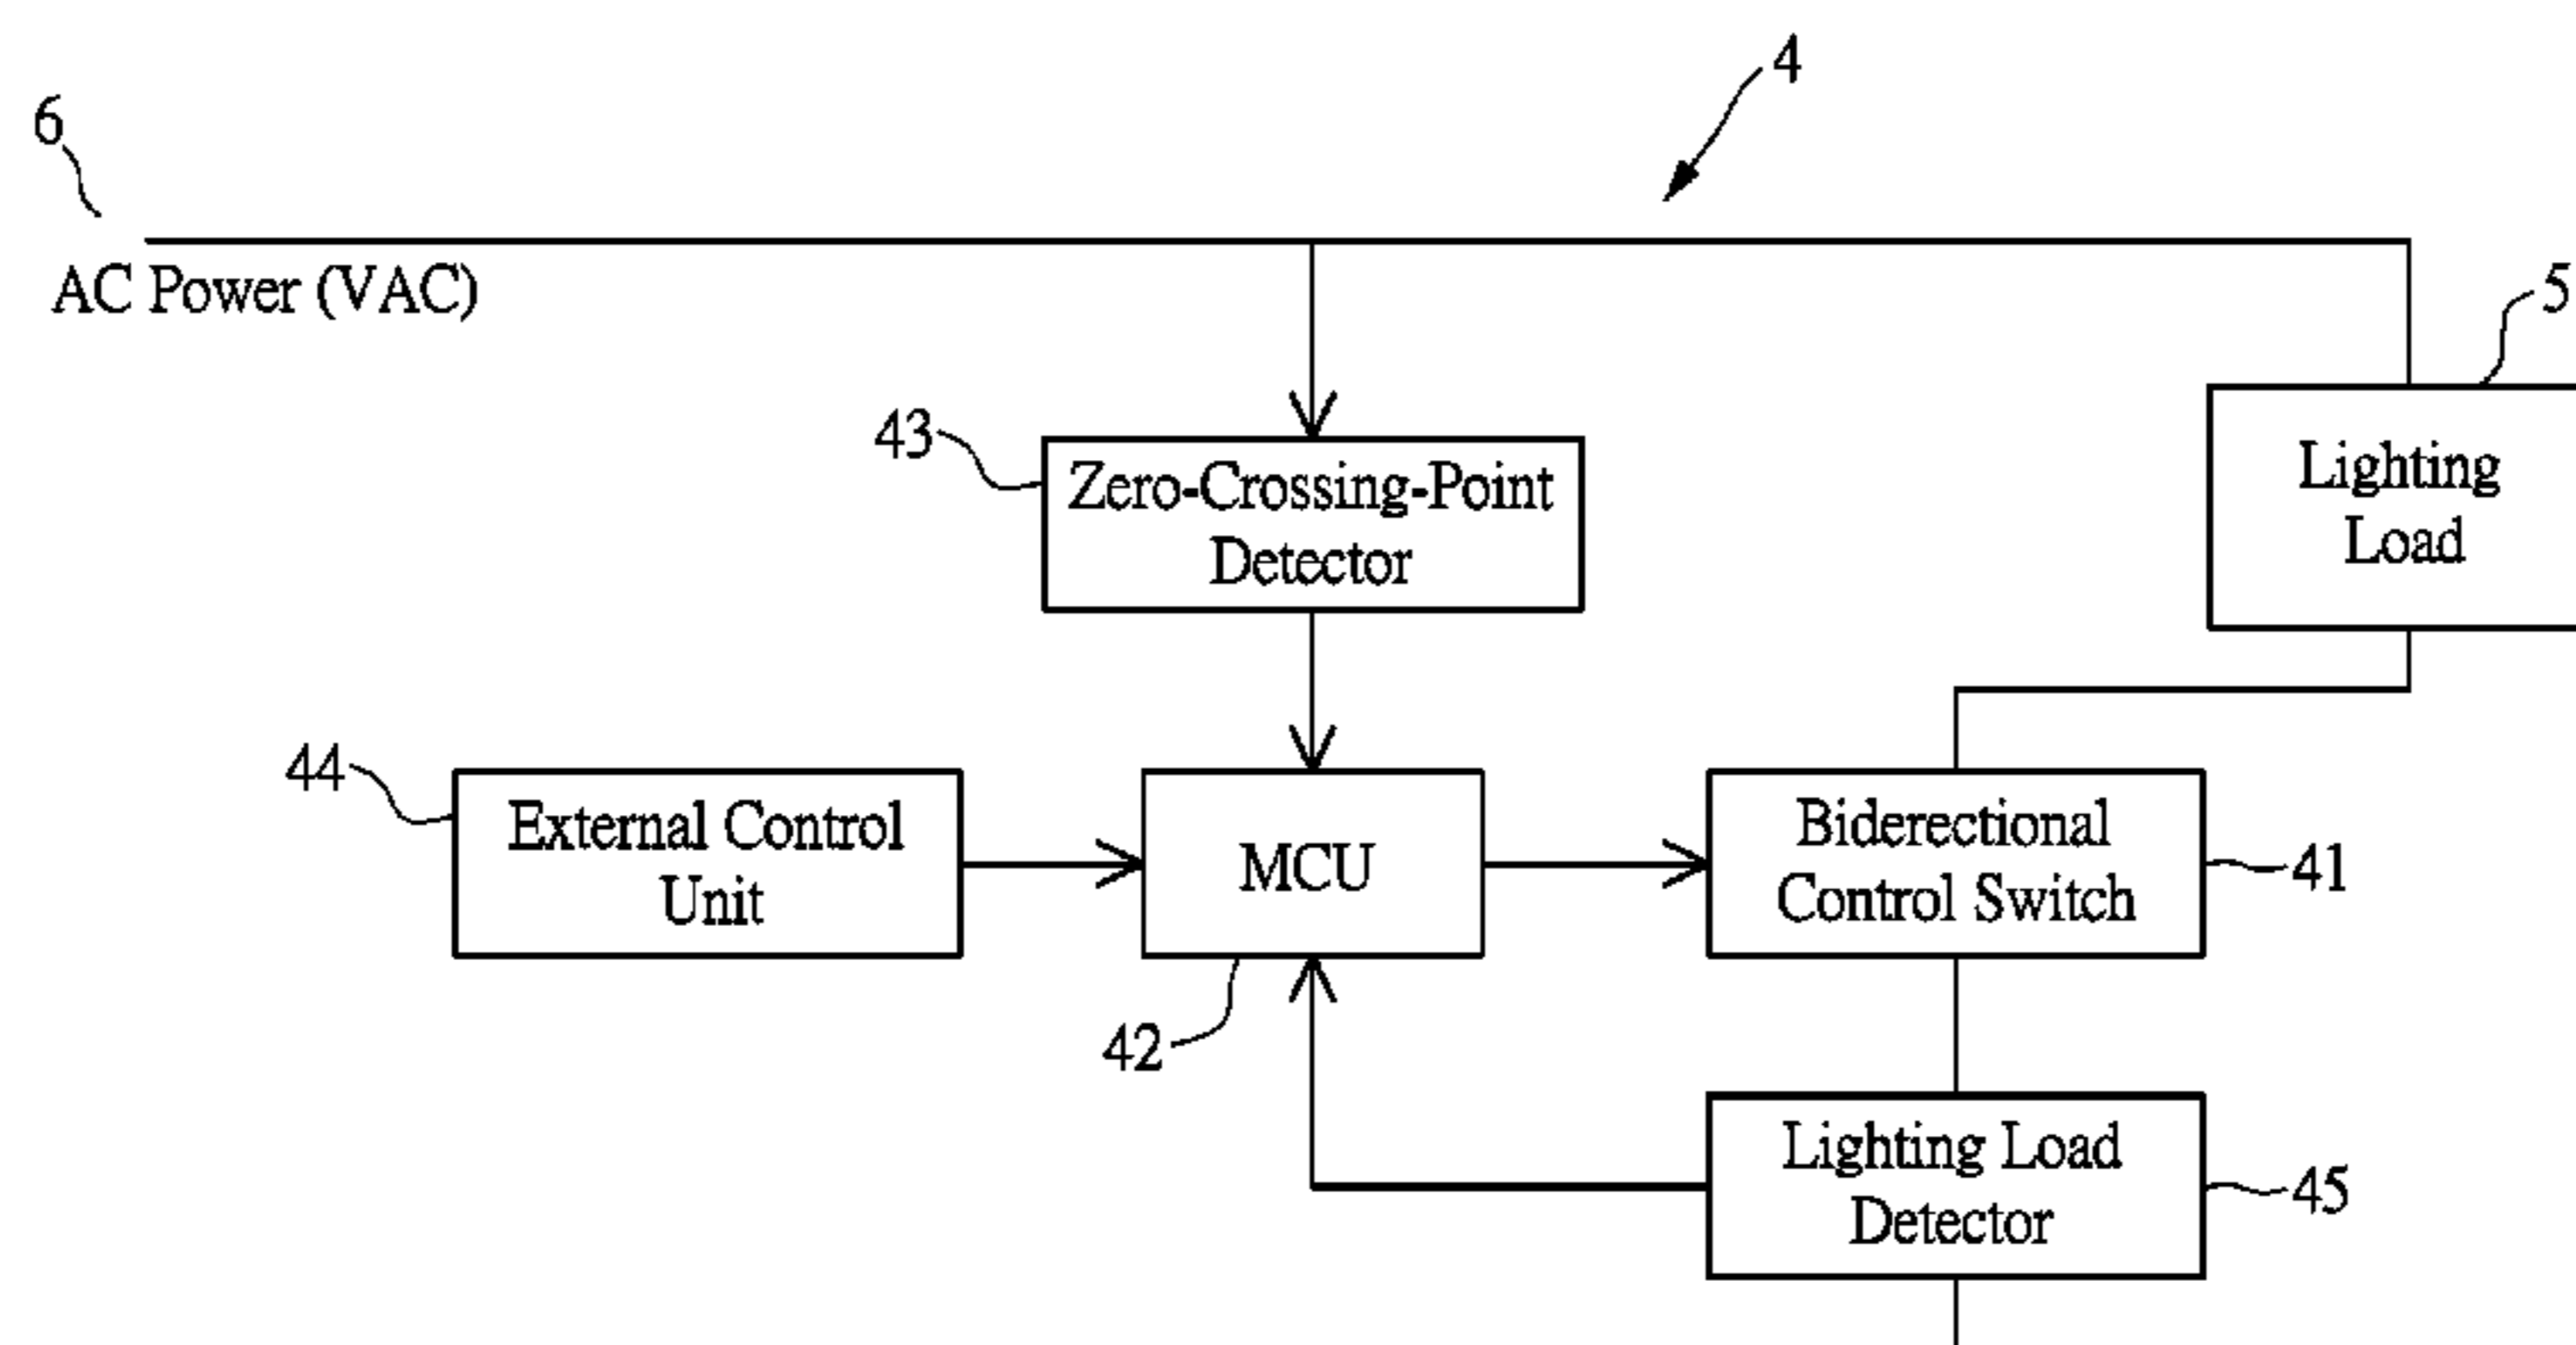 4
6
AC Power (VAC)
5
43
Zero-Crossing-Point
Detector
Lighting
Load
44
External Control
Unit
MCU
42
Biderectional
Control Switch
41
Lighting Load
Detector
45